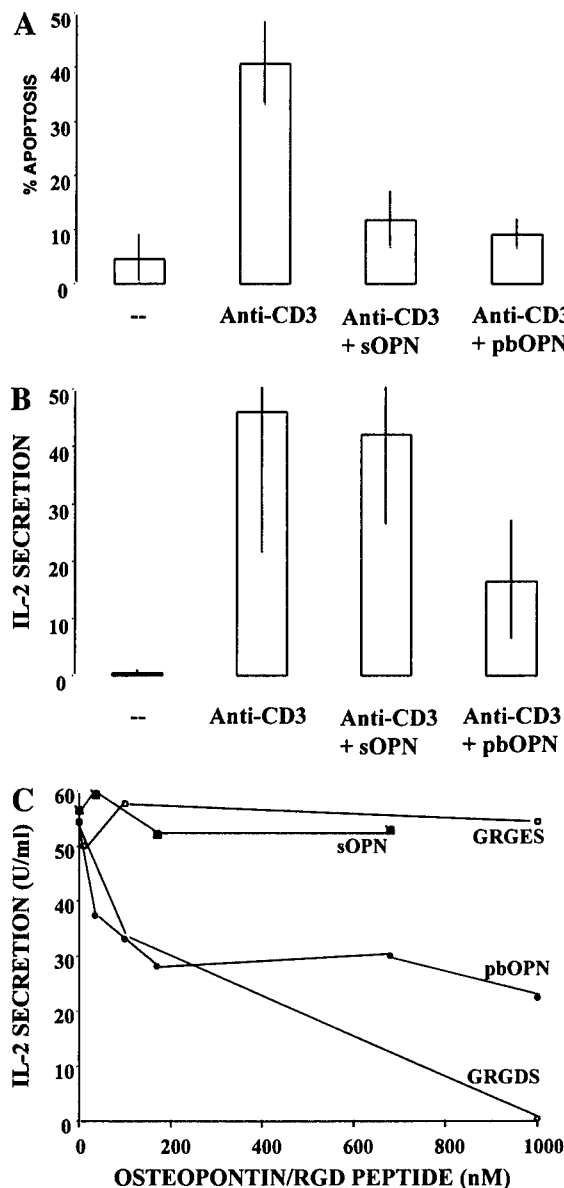 A
% APOPTOSIS
40
30
20
10
0
--
Anti-CD3
Anti-CD3
+ sOPN
Anti-CD3
+ pbOPN
B
IL-2 SECRETION
50
40
30
20
10
0
--
Anti-CD3
Anti-CD3
+ sOPN
Anti-CD3
+ pbOPN
C
IL-2 SECRETION (U/ml)
60
50
40
30
20
10
0
sOPN
GRGES
pbOPN
GRGDS
0
200
400
600
800
1000
OSTEOPONTIN/RGD PEPTIDE (nM)